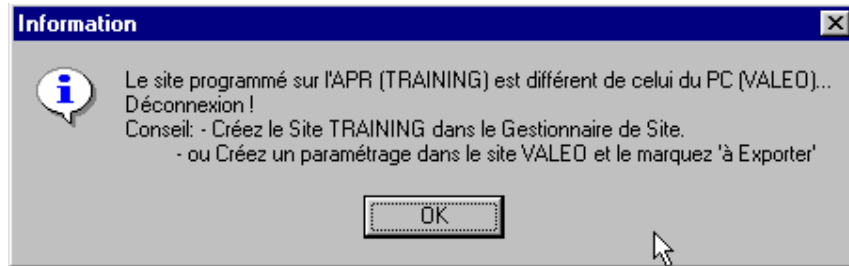 Information
Le site programmé sur l'APR (TRAINING) est différent de celui du PC (VALEO)...
Déconnexion !
Conseil: - Créez le Site TRAINING dans le Gestionnaire de Site.
- ou Créez un paramétrage dans le site VALEO et le marquez 'à Exporter'
OK